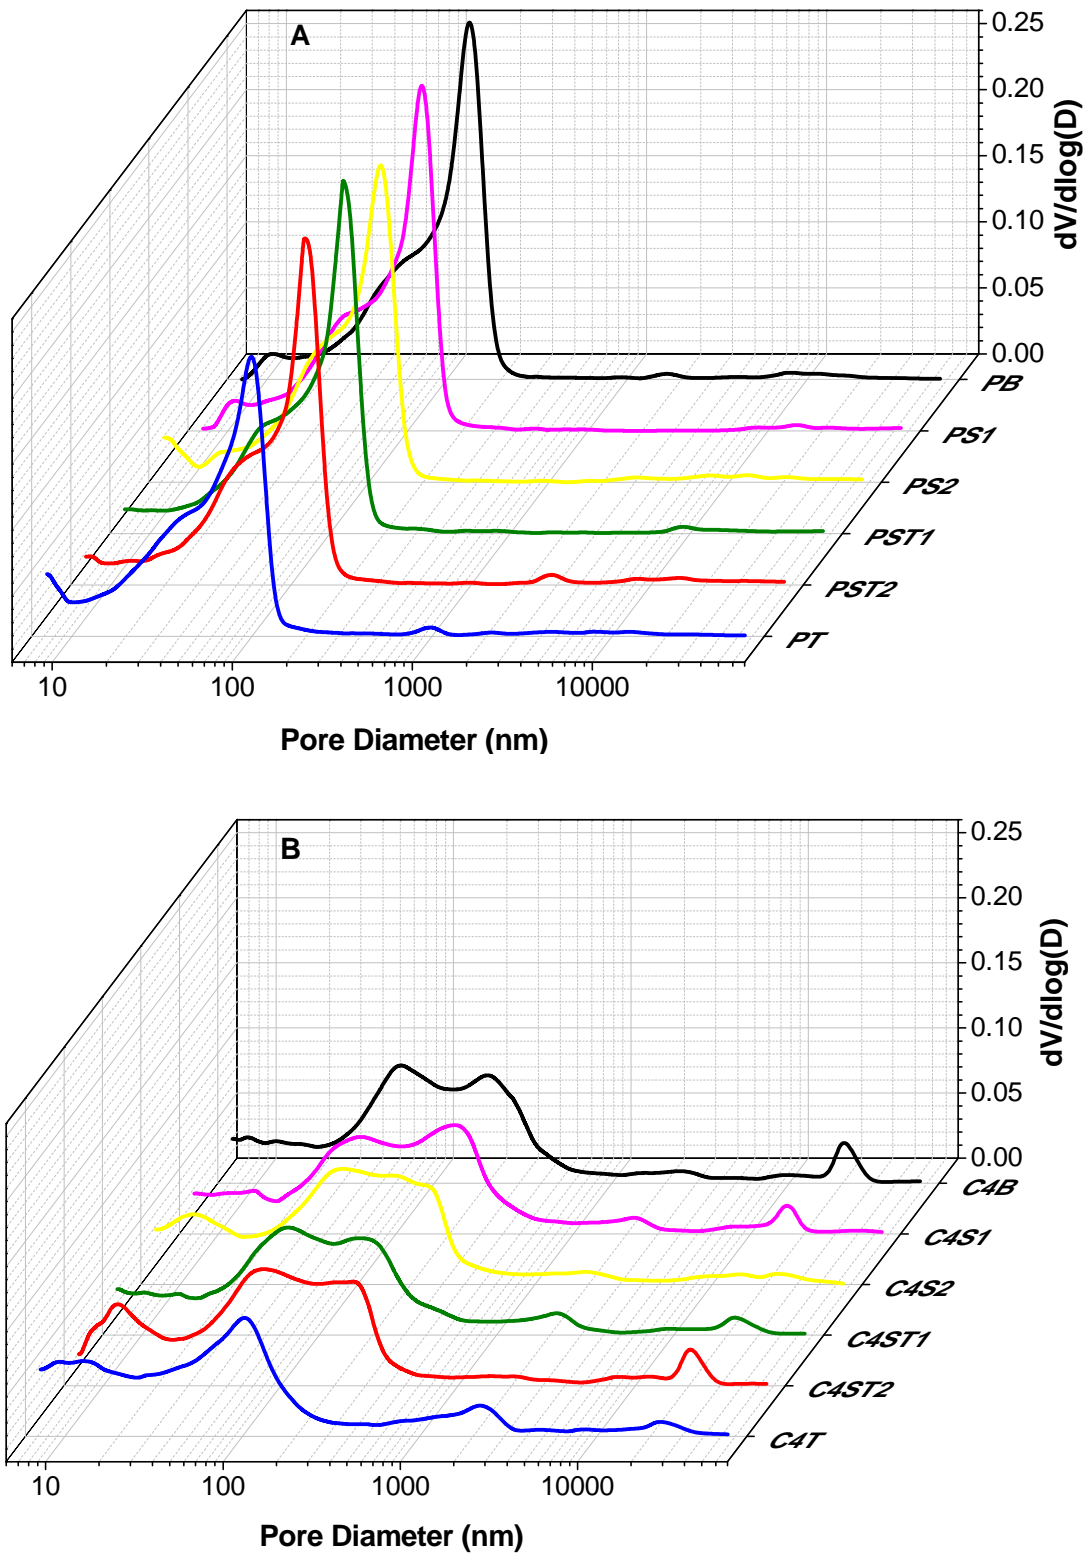 A
0.25
0.20
0.15
0.10
0.05
0.00
dV/dlog(D)
PB
PS1
PS2
PST1
PST2
PT
10 100 1000 10000
Pore Diameter (nm)
B
0.25
0.20
0.15
0.10
0.05
0.00
dV/dlog(D)
C4B
C4S1
C4S2
C4ST1
C4ST2
C4T
10 100 1000 10000
Pore Diameter (nm)